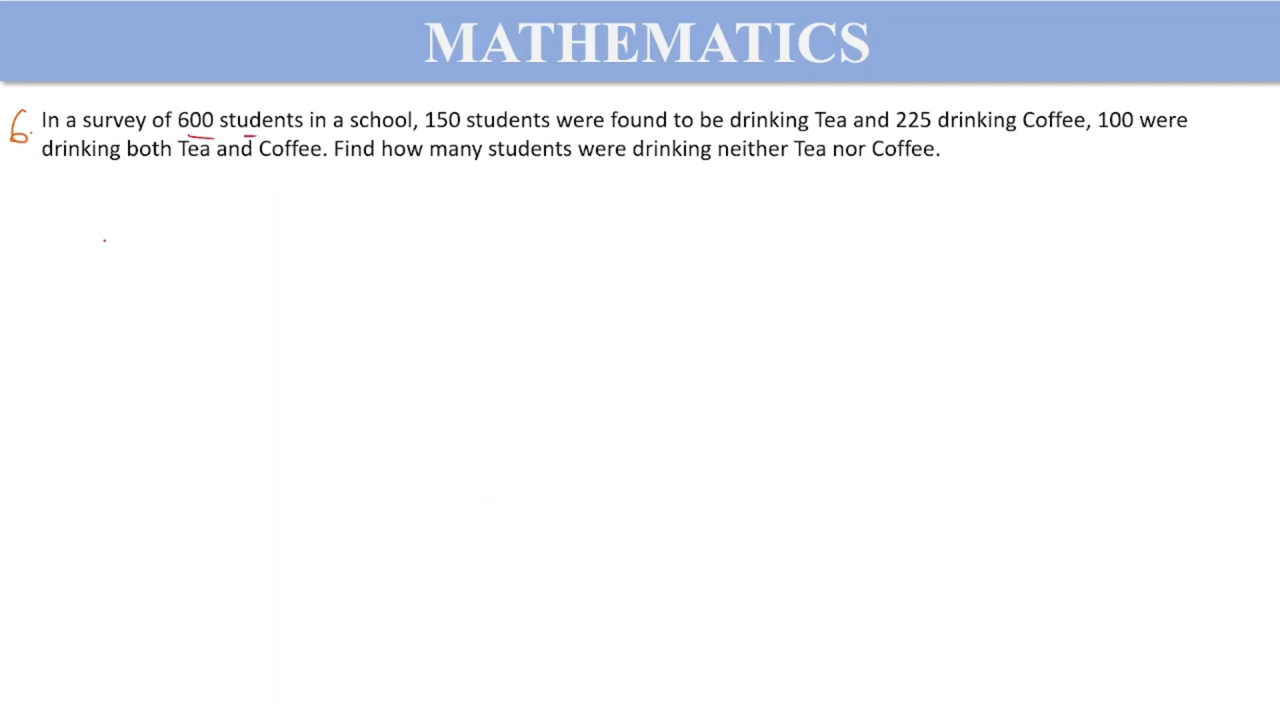 MATHEMATICS
6. In a survey of 600 students in a school, 150 students were found to be drinking Tea and 225 drinking Coffee, 100 were
drinking both Tea and Coffee. Find how many students were drinking neither Tea nor Coffee.